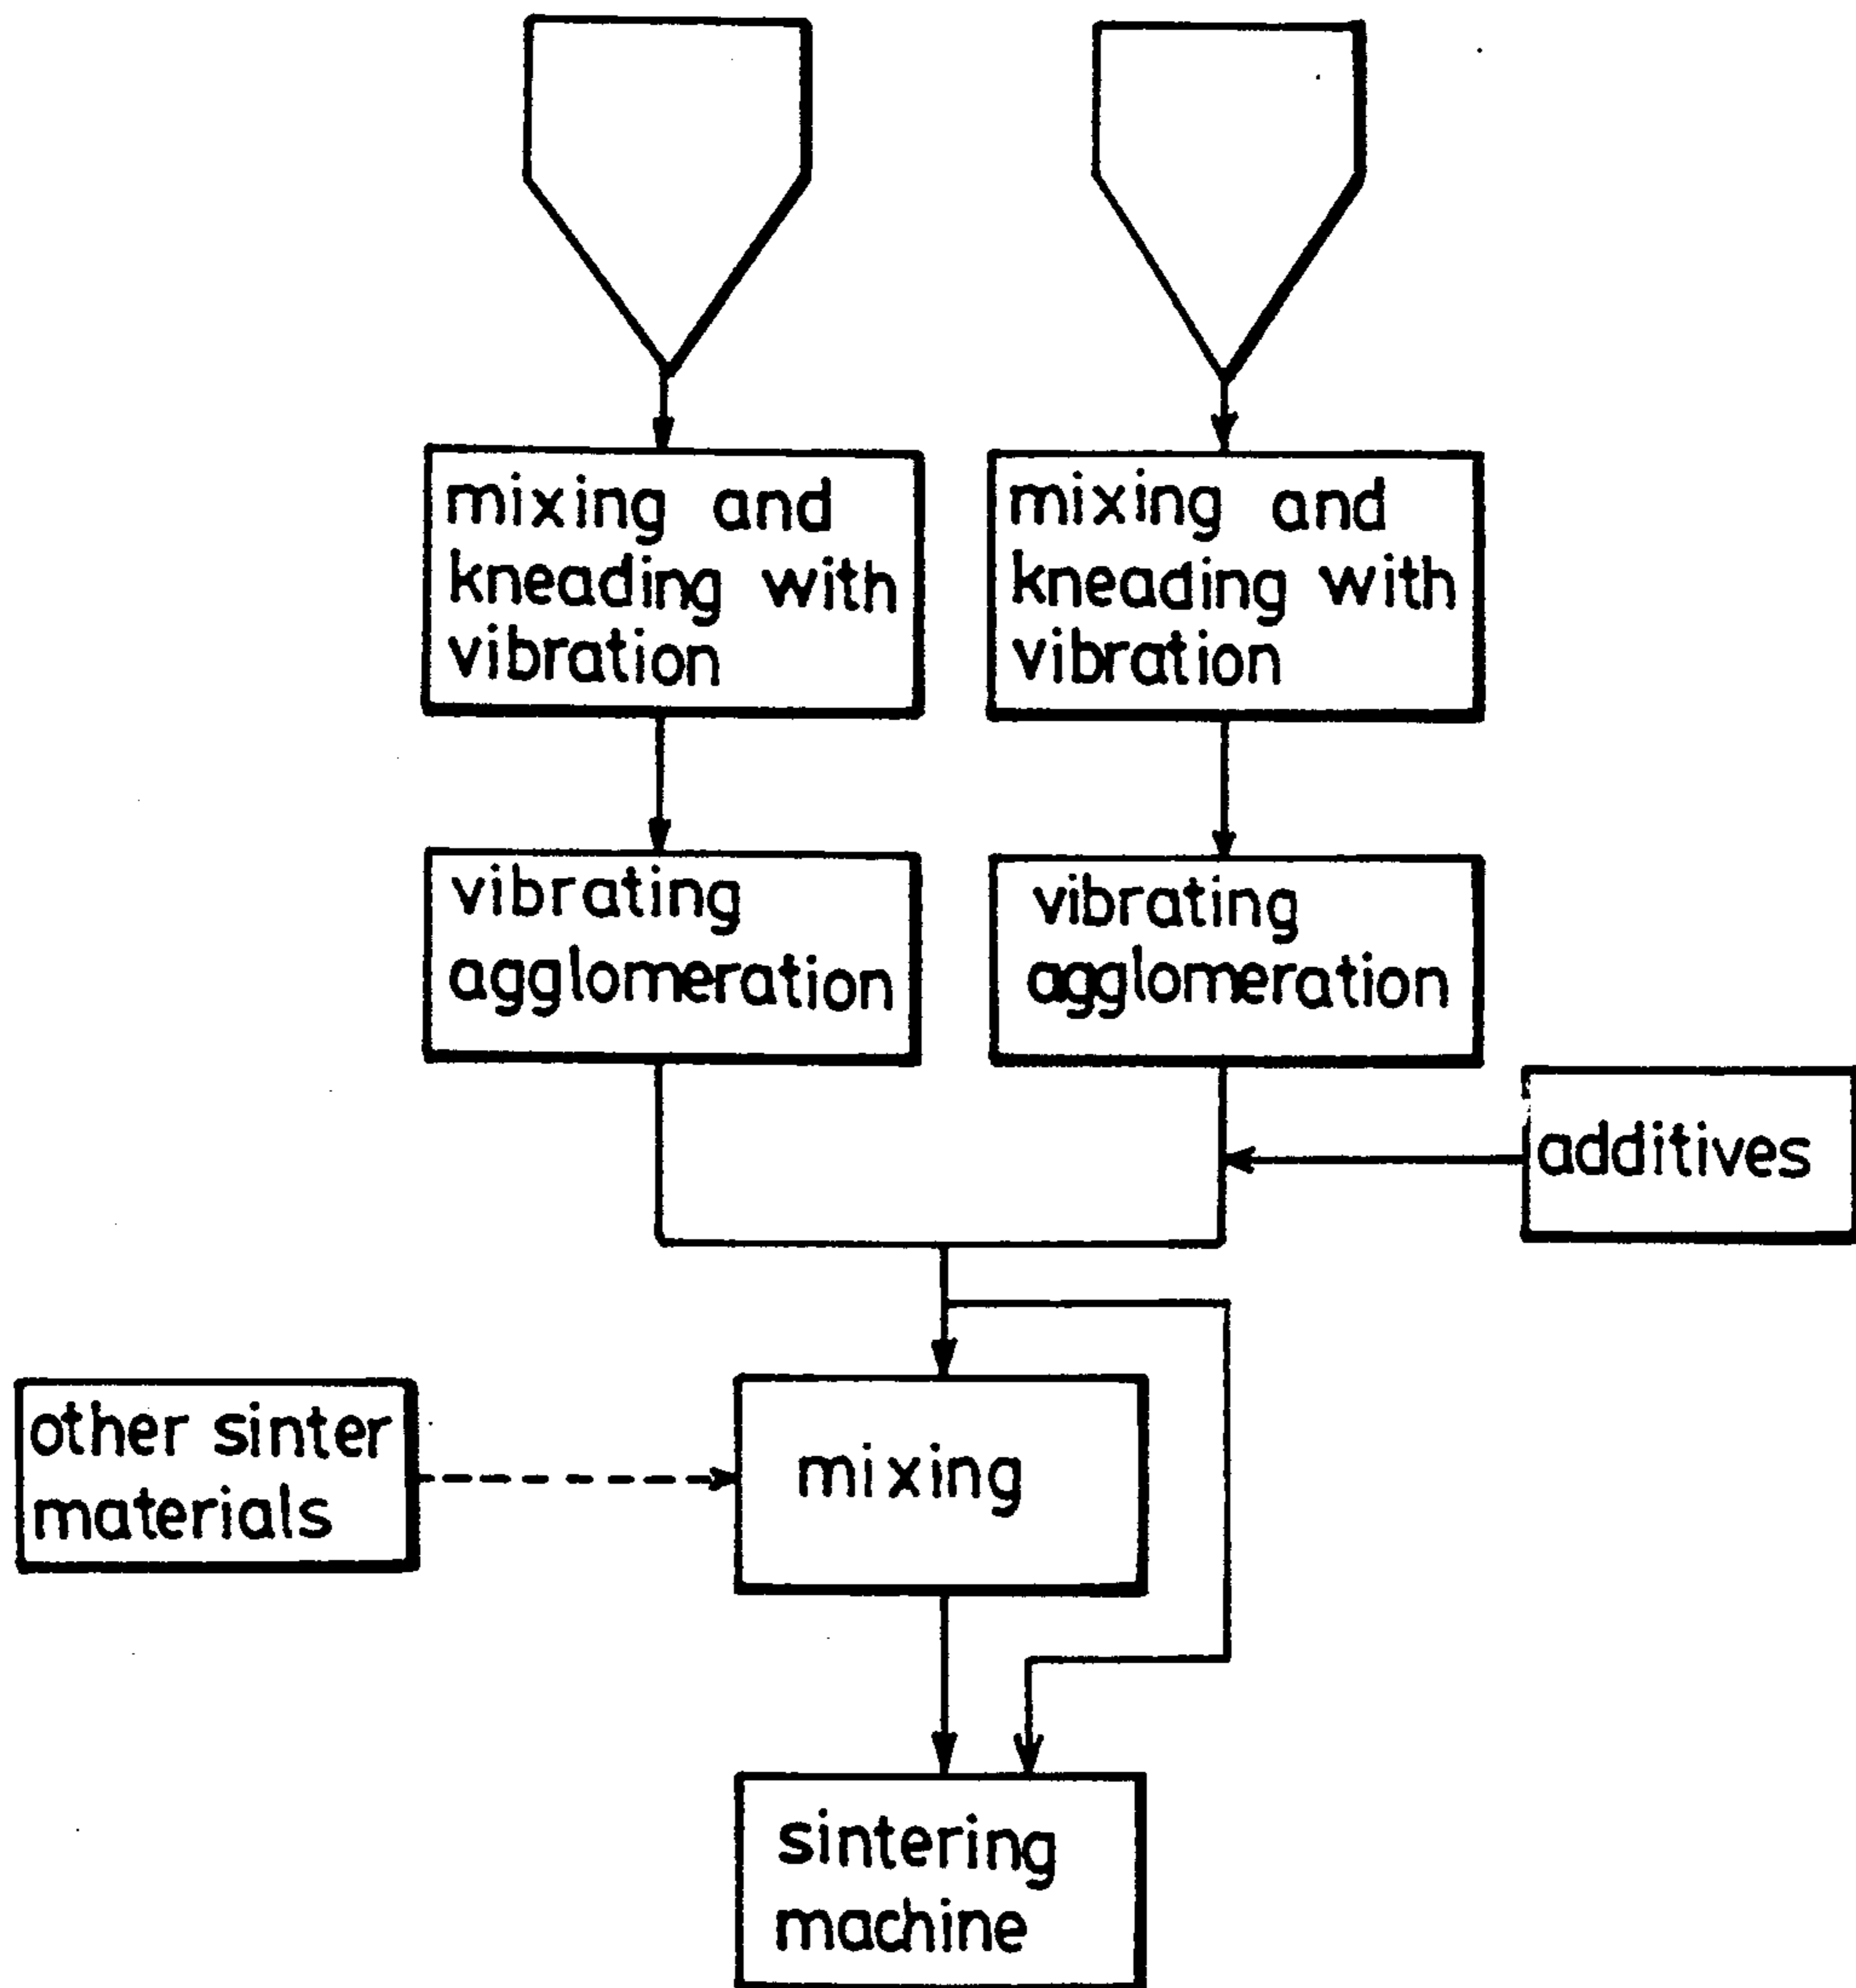 mixing and
kneading with
vibration
mixing and
kneading with
vibration
vibrating
agglomeration
vibrating
agglomeration
additives
other sinter
materials
mixing
sintering
machine